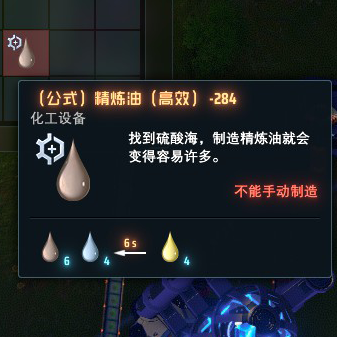 （公式）精炼油（高效）-284
化工设备
找到硫酸海，制造精炼油就会
变得容易许多。
不能手动制造
6s
6 4 4